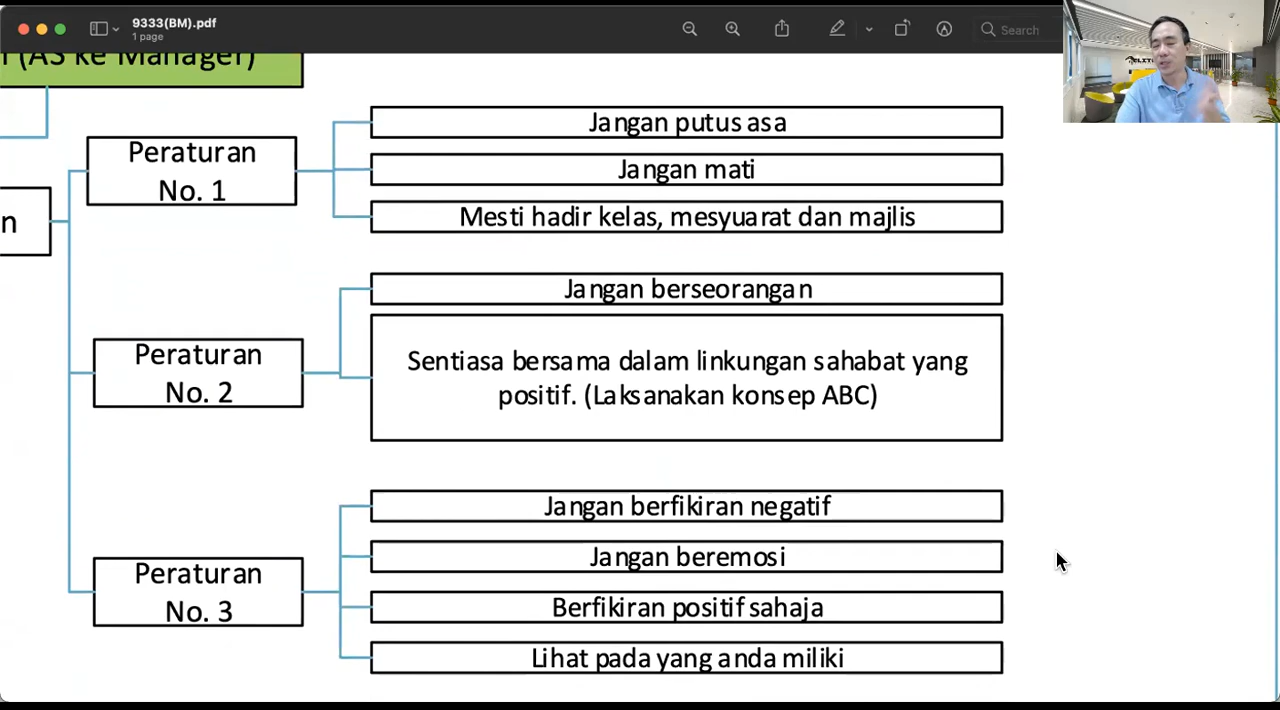 9333(BM).pdf
1 page
Search
(AS ke Manager)
Peraturan
No. 1
Jangan putus asa
Jangan mati
Mesti hadir kelas, mesyuarat dan majlis
n
Peraturan
No. 2
Jangan berseorangan
Sentiasa bersama dalam linkungan sahabat yang
positif. (Laksanakan konsep ABC)
Peraturan
No. 3
Jangan berfikiran negatif
Jangan beremosi
Berfikiran positif sahaja
Lihat pada yang anda miliki